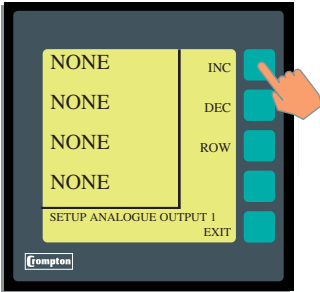 NONE INC
NONE DEC
NONE ROW
NONE
SETUP ANALOGUE OUTPUT 1
EXIT
Crompton